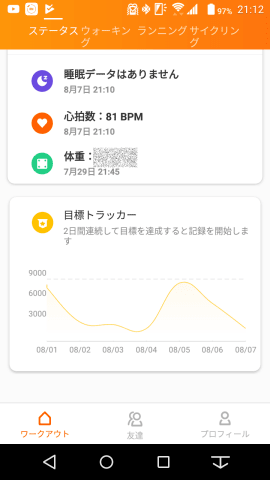 97% 21:12
ステータス ウォーキング ランニング サイクリング
睡眠データはありません
8月7日 21:10
心拍数：81 BPM
8月7日 21:10
体重：
7月29日 21:45
目標トラッカー
2日間連続して目標を達成すると記録を開始しま
す
9000
6000
3000
08/01 08/02 08/03 08/04 08/05 08/06 08/07
ワークアウト 友達 プロフィール